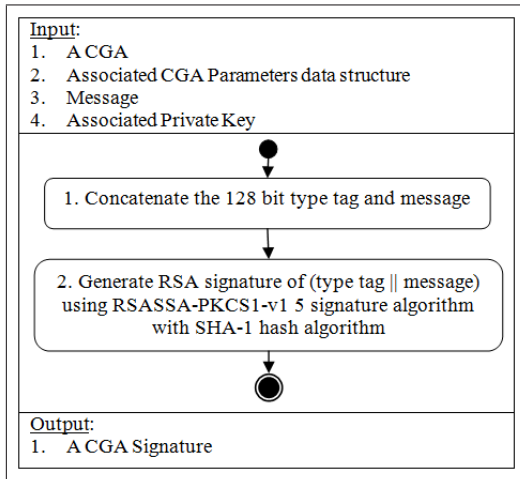 Input:
1. A CGA
2. Associated CGA Parameters data structure
3. Message
4. Associated Private Key
1. Concatenate the 128 bit type tag and message
2. Generate RSA signature of (type tag || message)
using RSASSA-PKCS1-v1 5 signature algorithm
with SHA-1 hash algorithm
Output:
1. A CGA Signature